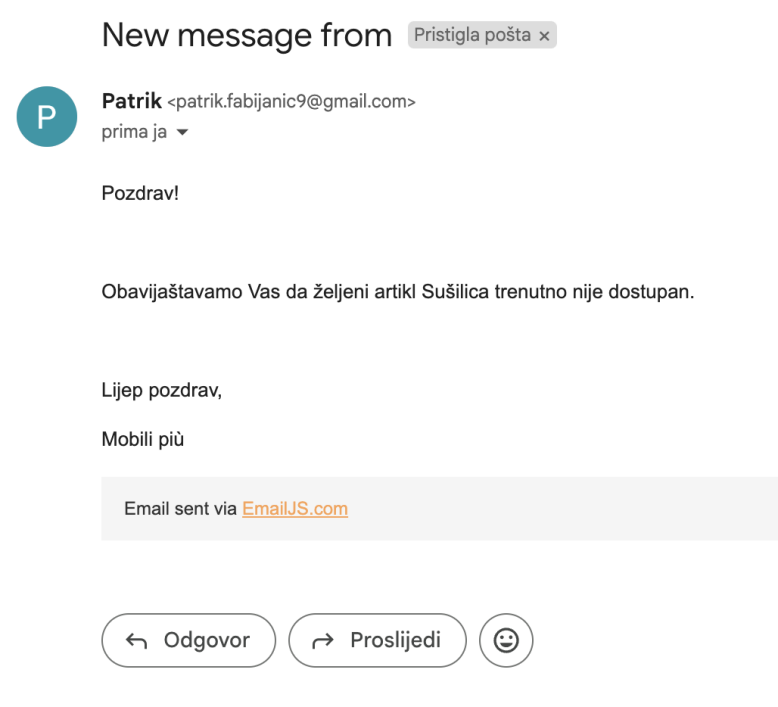 New message from Pristigla pošta ×
P
Patrik <patrik.fabijanic9@gmail.com>
prima ja
Pozdrav!
Obavijaštavamo Vas da željeni artikl Sušilica trenutno nije dostupan.
Lijep pozdrav,
Mobili più
Email sent via EmailJS.com
Odgovor Proslijedi